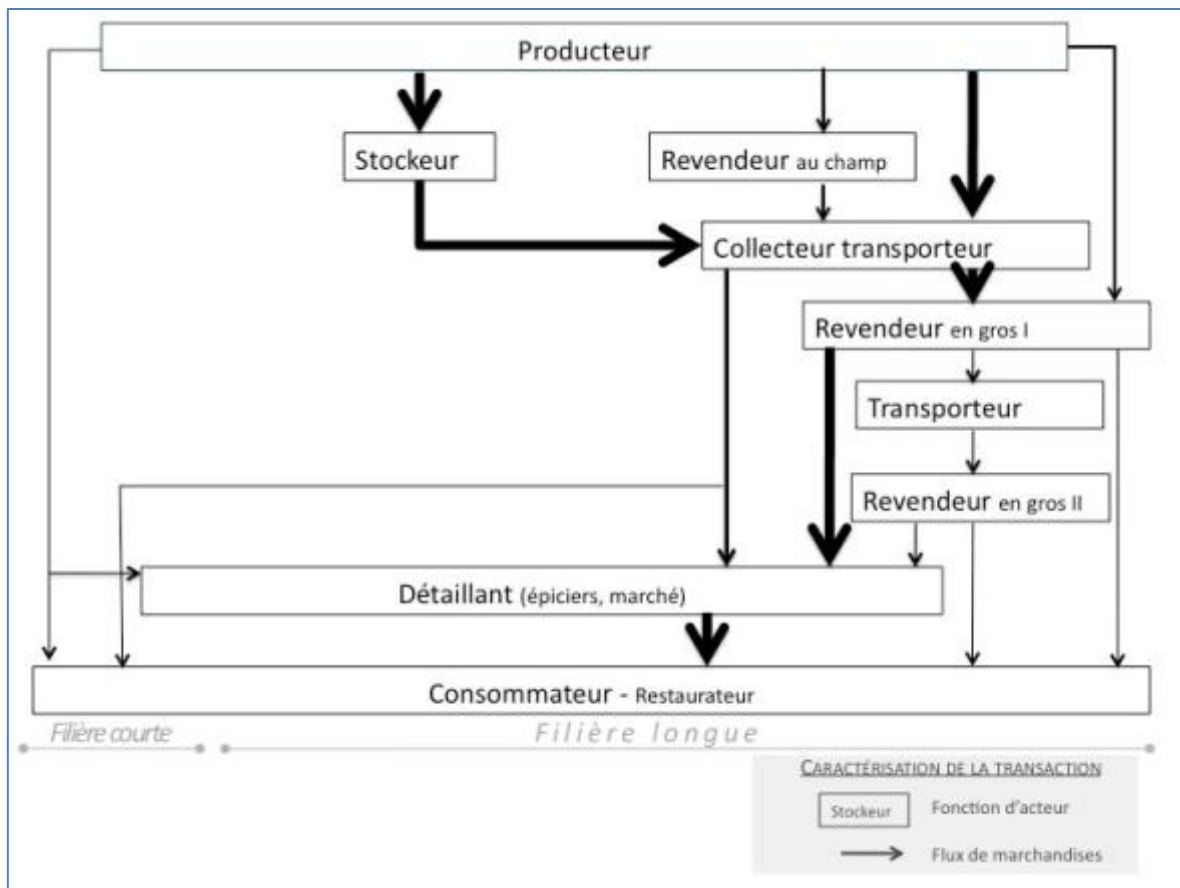 Producteur
Stockeur
Revendeur au champ
Collecteur transporteur
Revendeur en gros I
Transporteur
Revendeur en gros II
Détaillant (épiciers, marché)
Consommateur - Restaurateur
Filière courte
Filière longue
CARACTÉRISATION DE LA TRANSACTION
Stockeur
Fonction d'acteur
Flux de marchandises